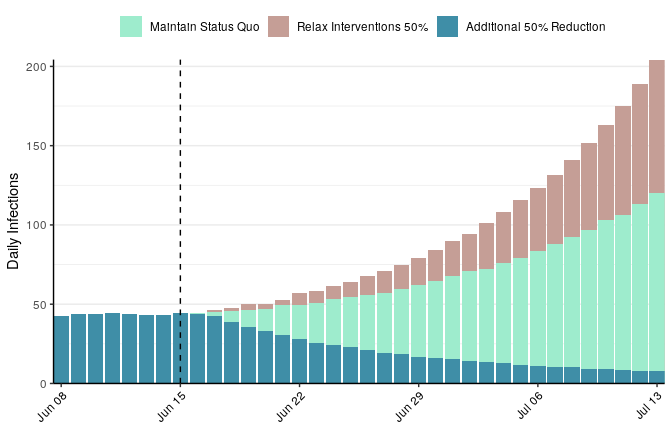 Maintain Status Quo Relax Interventions 50% Additional 50% Reduction
Daily Infections
200
150
100
50
0
Jun 08 Jun 15 Jun 22 Jun 29 Jul 06 Jul 13